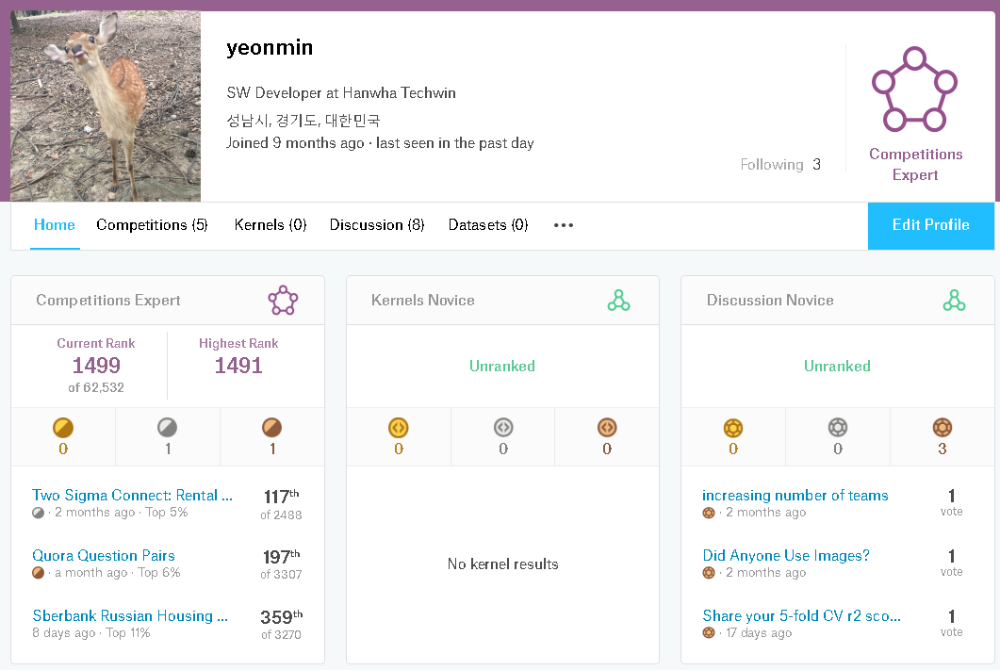 yeonmin
SW Developer at Hanwha Techwin
성남시, 경기도, 대한민국
Joined 9 months ago · last seen in the past day
Following 3
Competitions
Expert
Home
Competitions (5)
Kernels (0)
Discussion (8)
Datasets (0)
•••
Edit Profile
Competitions Expert
Current Rank
1499
of 62,532
Highest Rank
1491
0
1
1
Two Sigma Connect: Rental ...
117th
· 2 months ago · Top 5%
of 2488
Quora Question Pairs
197th
· a month ago · Top 6%
of 3307
Sberbank Russian Housing ...
359th
8 days ago · Top 11%
of 3270
Kernels Novice
Unranked
0
0
0
No kernel results
Discussion Novice
Unranked
0
0
3
increasing number of teams
1
· 2 months ago
vote
Did Anyone Use Images?
1
· 2 months ago
vote
Share your 5-fold CV r2 sco...
1
· 17 days ago
vote